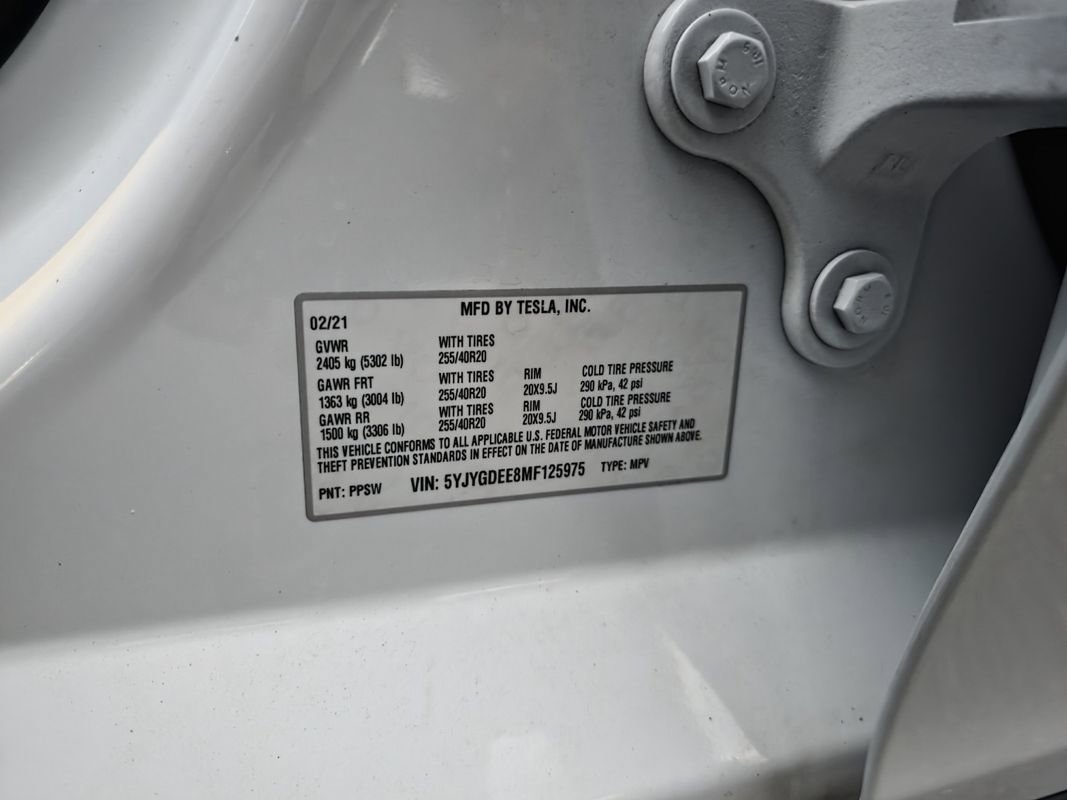 MFD BY TESLA, INC.
02/21
GVWR WITH TIRES
2405 kg (5302 lb) 255/40R20
GAWR FRT WITH TIRES RIM COLD TIRE PRESSURE
1363 kg (3004 lb) 255/40R20 20X9.5J 290 kPa, 42 psi
GAWR RR WITH TIRES RIM COLD TIRE PRESSURE
1500 kg (3306 lb) 255/40R20 20X9.5J 290 kPa, 42 psi
THIS VEHICLE CONFORMS TO ALL APPLICABLE U.S. FEDERAL MOTOR VEHICLE SAFETY AND
THEFT PREVENTION STANDARDS IN EFFECT ON THE DATE OF MANUFACTURE SHOWN ABOVE.
PNT: PPSW VIN: 5YJYGDEE8MF125975 TYPE: MPV